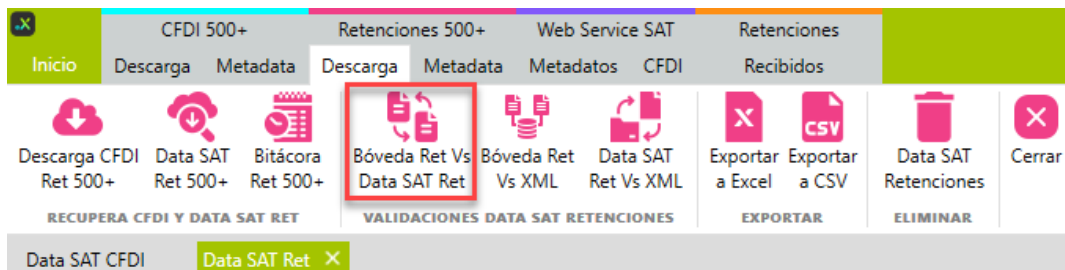 .X
CFDI 500+ Retenciones 500+ Web Service SAT Retenciones
Inicio Descarga Metadata Descarga Metadata Metadatos CFDI Recibidos
X CSV
Descarga CFDI Data SAT Bitácora Bóveda Ret Vs Bóveda Ret Data SAT Exportar Exportar Data SAT Cerrar
Ret 500+ Ret 500+ Ret 500+ Data SAT Ret Vs XML Ret Vs XML a Excel a CSV Retenciones
RECUPERA CFDI Y DATA SAT RET VALIDACIONES DATA SAT RETENCIONES EXPORTAR ELIMINAR
Data SAT CFDI Data SAT Ret